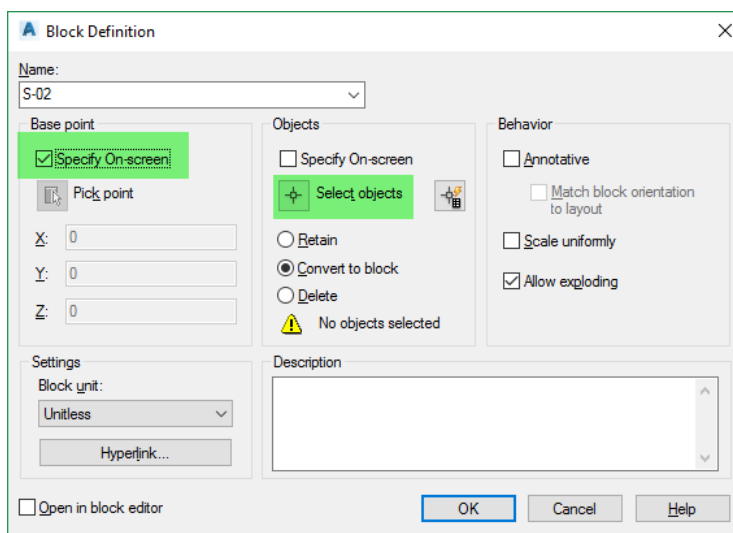 Block Definition
Name:
S-02
Base point
Specify On-screen
Pick point
X: 0
Y: 0
Z: 0
Objects
Specify On-screen
Select objects
Retain
Convert to block
Delete
No objects selected
Behavior
Annotative
Match block orientation
to layout
Scale uniformly
Allow exploding
Settings
Block unit:
Unitless
Hyperlink...
Description
Open in block editor
OK Cancel Help